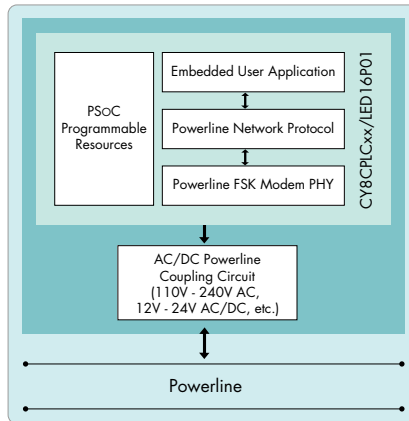 PSoC
Programmable
Resources
Embedded User Application
Powerline Network Protocol
Powerline FSK Modem PHY
CY8CPLCxx/LED16P01
AC/DC Powerline
Coupling Circuit
(110V - 240V AC,
12V - 24V AC/DC, etc.)
Powerline